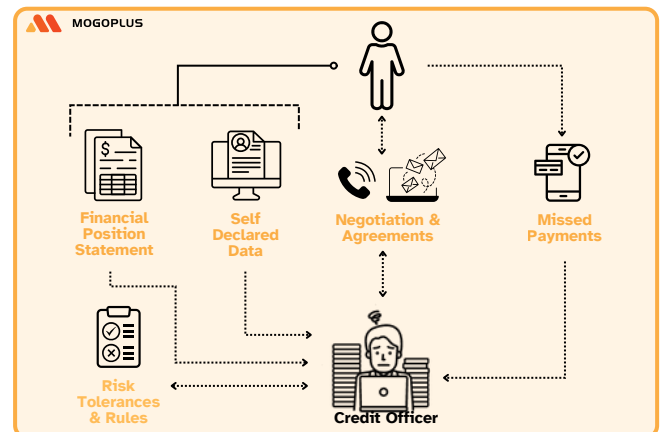 MOGOPLUS
Financial
Position
Statement
Self
Declared
Data
Negotiation &
Agreements
Missed
Payments
Risk
Tolerances
& Rules
Credit Officer